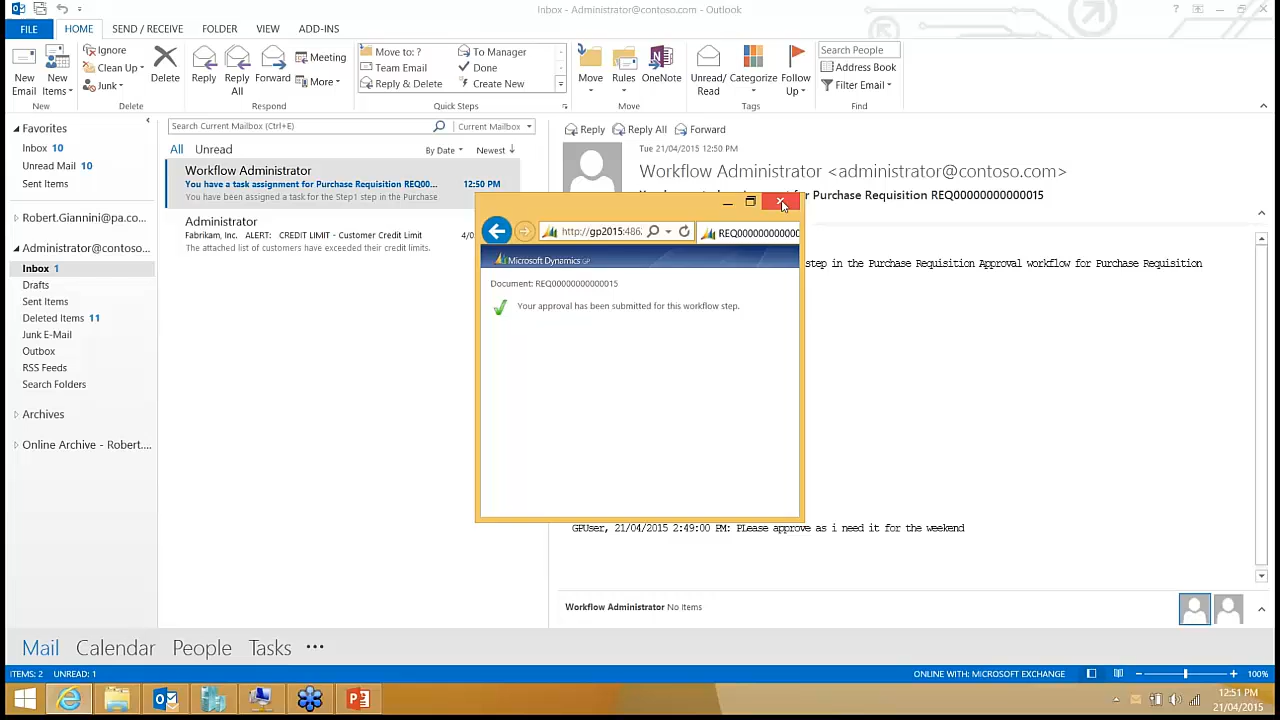 Inbox - Administrator@contoso.com - Outlook
FILE HOME SEND / RECEIVE FOLDER VIEW ADD-INS
New Email
New Items
New
Ignore
Clean Up
Junk
Delete
Delete
Reply
Reply All
Forward
Meeting
More
Respond
Move to: ?
Team Email
Reply & Delete
To Manager
Done
Create New
Quick Steps
Move
Rules
OneNote
Move
Unread/ Read
Categorize
Follow Up
Tags
Search People
Address Book
Filter Email
Find
Favorites
Inbox 10
Unread Mail 10
Sent Items
Robert.Giannini@pa.co...
Administrator@contoso...
Inbox 1
Drafts
Sent Items
Deleted Items 11
Junk E-Mail
Outbox
RSS Feeds
Search Folders
Archives
Online Archive - Robert....
Search Current Mailbox (Ctrl+E) Current Mailbox
All Unread By Date Newest
Workflow Administrator
You have a task assignment for Purchase Requisition REQ00... 12:50 PM
You have been assigned a task for the Step1 step in the Purchase
Administrator
Fabrikam, Inc. ALERT: CREDIT LIMIT - Customer Credit Limit 4/0
The attached list of customers have exceeded their credit limits.
Reply Reply All Forward
Tue 21/04/2015 12:50 PM
Workflow Administrator <administrator@contoso.com>
for Purchase Requisition REQ00000000000015
step in the Purchase Requisition Approval workflow for Purchase Requisition
http://gp2015:486 REQ0000000000
Microsoft Dynamics GP
Document: REQ00000000000015
Your approval has been submitted for this workflow step.
GPUser, 21/04/2015 2:49:00 PM: PLease approve as i need it for the weekend
Workflow Administrator No Items
Mail Calendar People Tasks ...
ITEMS: 2 UNREAD: 1 ONLINE WITH: MICROSOFT EXCHANGE 100%
12:51 PM
21/04/2015